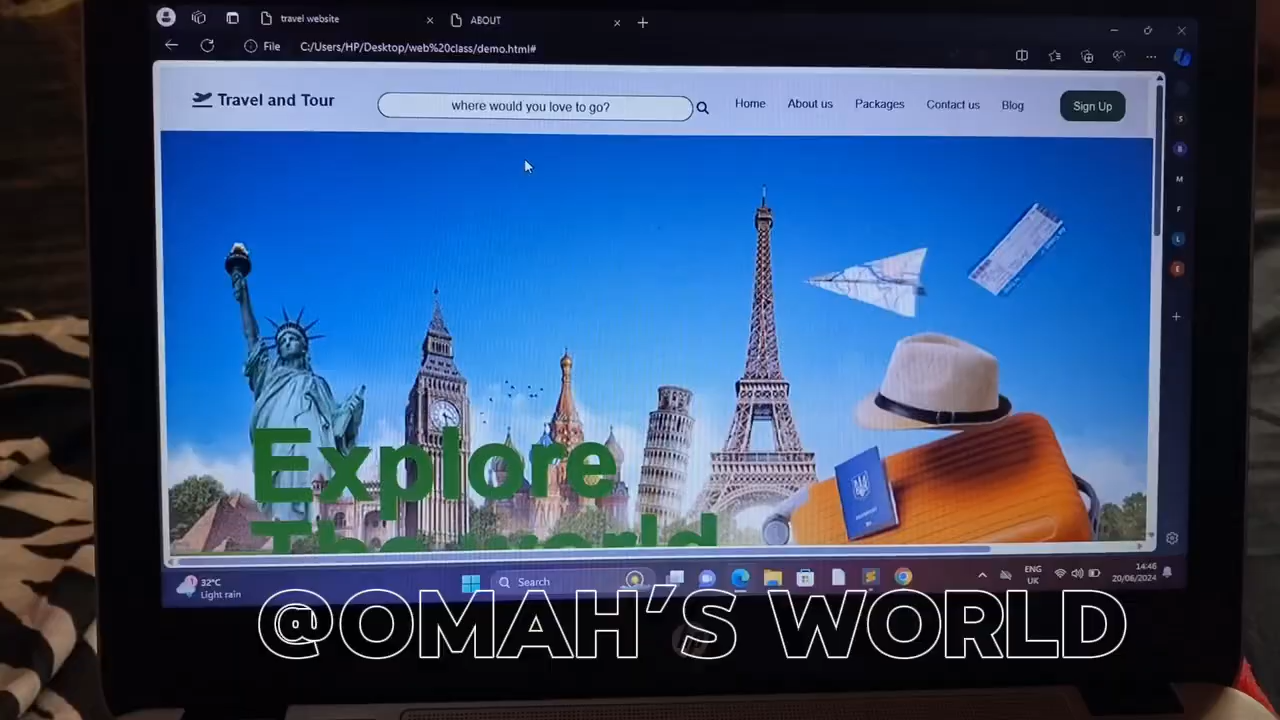 travel website
ABOUT
File C:/Users/HP/Desktop/web%20class/demo.html#
Travel and Tour
where would you love to go?
Home
About us
Packages
Contact us
Blog
Sign Up
Explore
The world
32°C
Light rain
Search
ENG
UK
14:46
20/06/2024
@OMAH'S WORLD